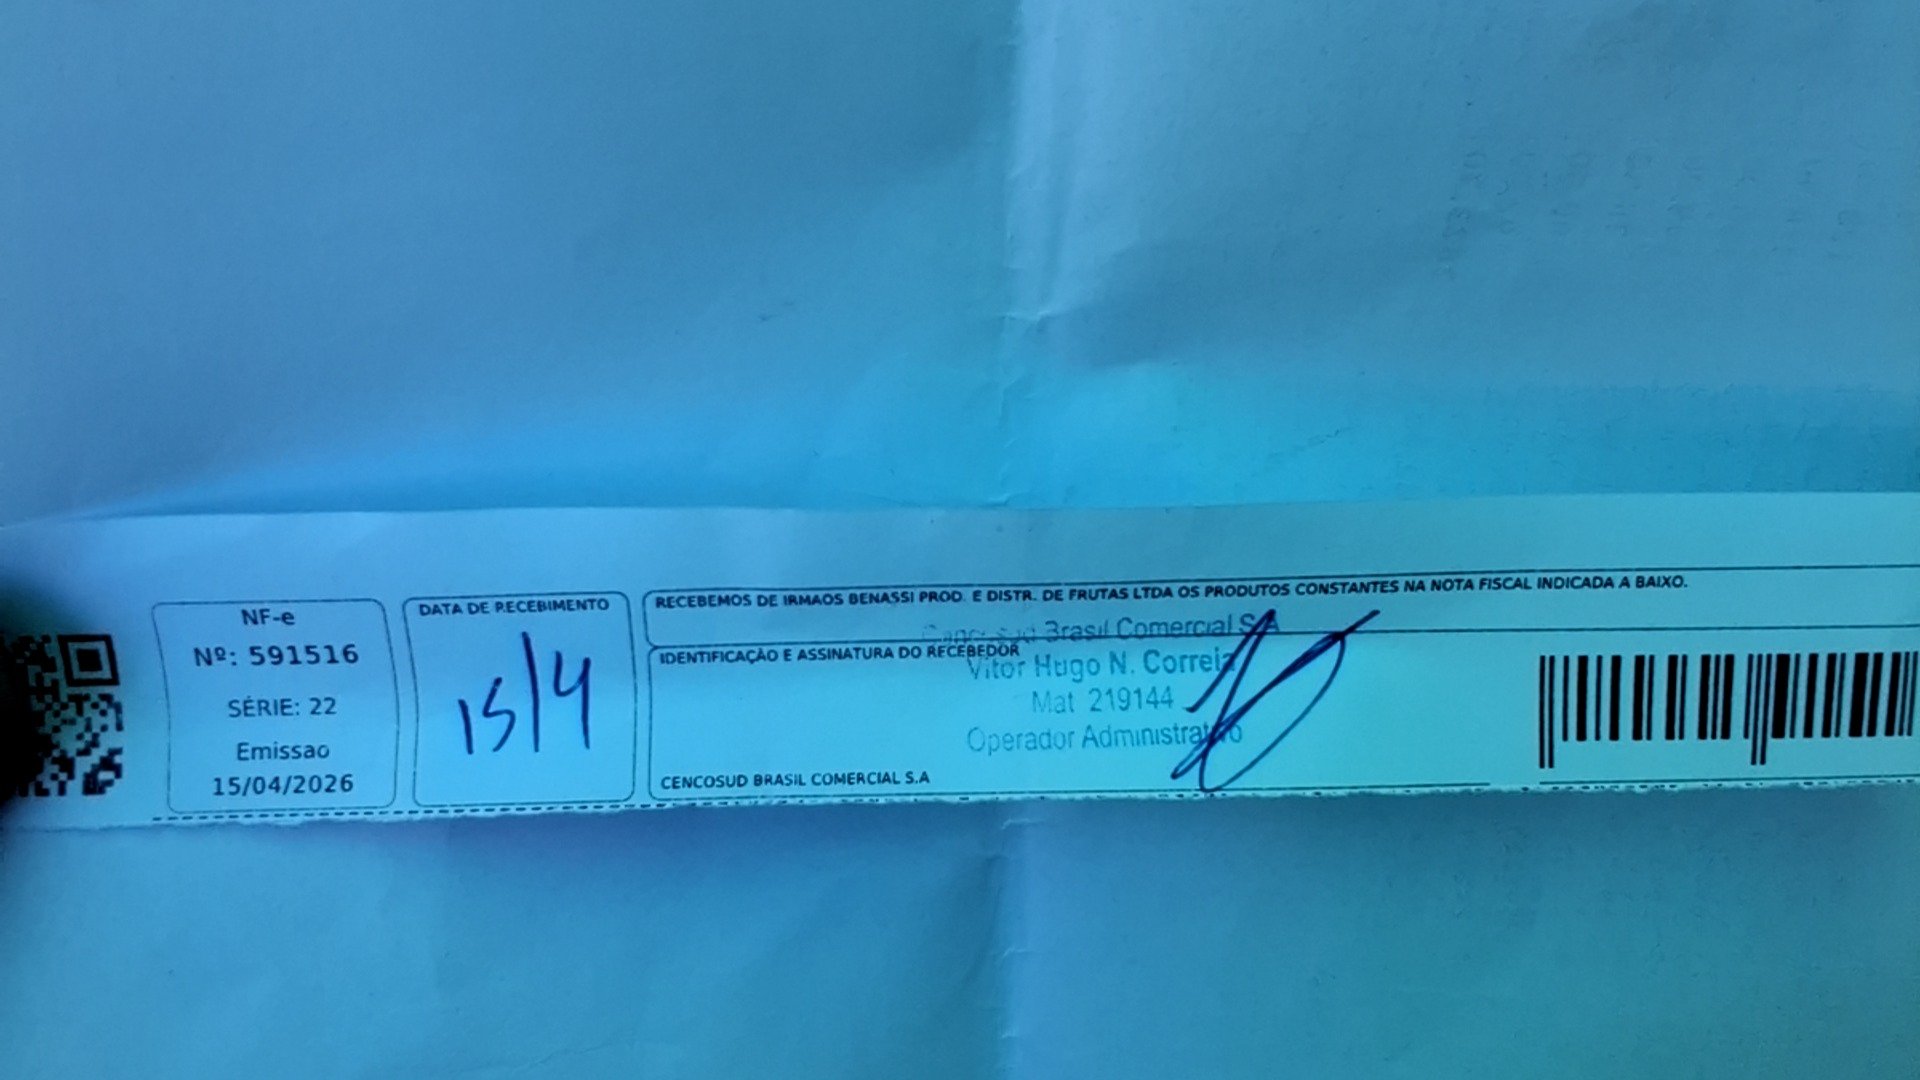 NF-e
Nº: 591516
SÉRIE: 22
Emissao
15/04/2026
DATA DE RECEBIMENTO
15/4
RECEBEMOS DE IRMAOS BENASSI PROD. E DISTR. DE FRUTAS LTDA OS PRODUTOS CONSTANTES NA NOTA FISCAL INDICADA A BAIXO.
Cencosud Brasil Comercial S.A
IDENTIFICAÇÃO E ASSINATURA DO RECEBEDOR
Vitor Hugo N. Correia
Mat 219144
Operador Administrativo
CENCOSUD BRASIL COMERCIAL S.A